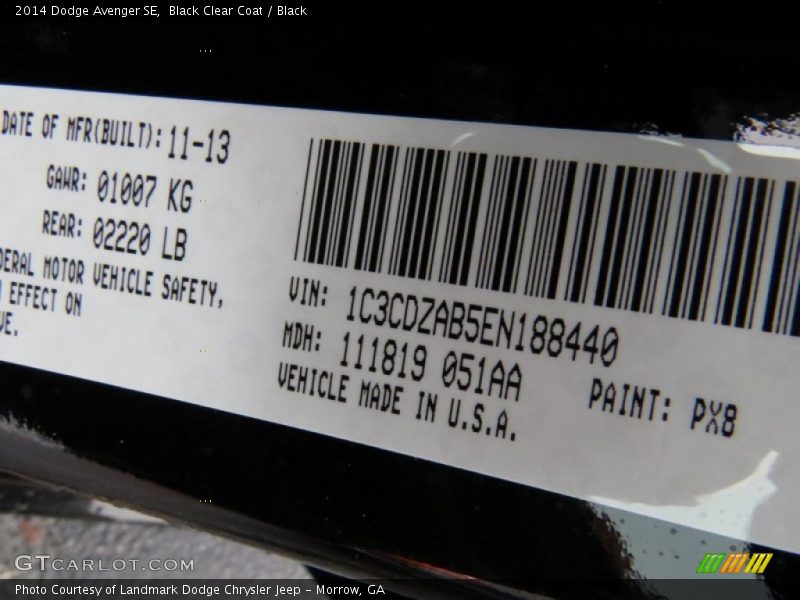 2014 Dodge Avenger SE,  Black Clear Coat / Black
DATE OF MFR(BUILT): 11-13
GAWR: 01007 KG
REAR: 02220 LB
MOTOR VEHICLE SAFETY,
EFFECT ON
VIN: 1C3CDZAB5EN188440
MDH: 111819 051AA
PAINT: PX8
VEHICLE MADE IN U.S.A.
GTCARLOT.COM
Photo Courtesy of Landmark Dodge Chrysler Jeep – Morrow, GA